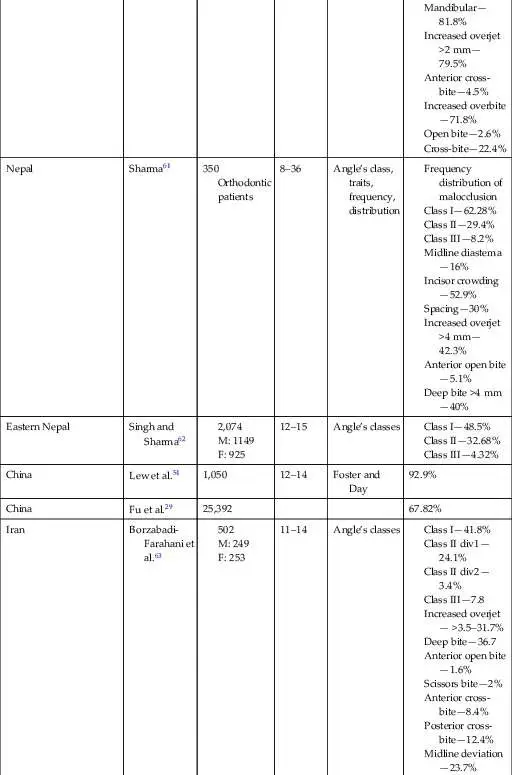 Mandibular—
81.8%
Increased overjet
>2 mm—
79.5%
Anterior cross-
bite—4.5%
Increased overbite
—71.8%
Open bite—2.6%
Cross-bite—22.4%
Nepal
Sharma61
350
Orthodontic
patients
8–36
Angle's class,
traits,
frequency,
distribution
Frequency
distribution of
malocclusion
Class I—62.28%
Class II—29.4%
Class III—8.2%
Midline diastema
—16%
Incisor crowding
—52.9%
Spacing—30%
Increased overjet
>4 mm—
42.3%
Anterior open bite
—5.1%
Deep bite >4 mm
—40%
Eastern Nepal
Singh and
Sharma62
2,074
M: 1149
F: 925
12–15
Angle's classes
Class I—48.5%
Class II—32.68%
Class III—4.32%
China
Lew et al.51
1,050
12–14
Foster and
Day
92.9%
China
Fu et al.29
25,392
67.82%
Iran
Borzabadi-
Farahani et
al.63
502
M: 249
F: 253
11–14
Angle's classes
Class I—41.8%
Class II div1—
24.1%
Class II div2—
3.4%
Class III—7.8
Increased overjet
— >3.5–31.7%
Deep bite—36.7
Anterior open bite
—1.6%
Scissors bite—2%
Anterior cross-
bite—8.4%
Posterior cross-
bite—12.4%
Midline deviation
—23.7%